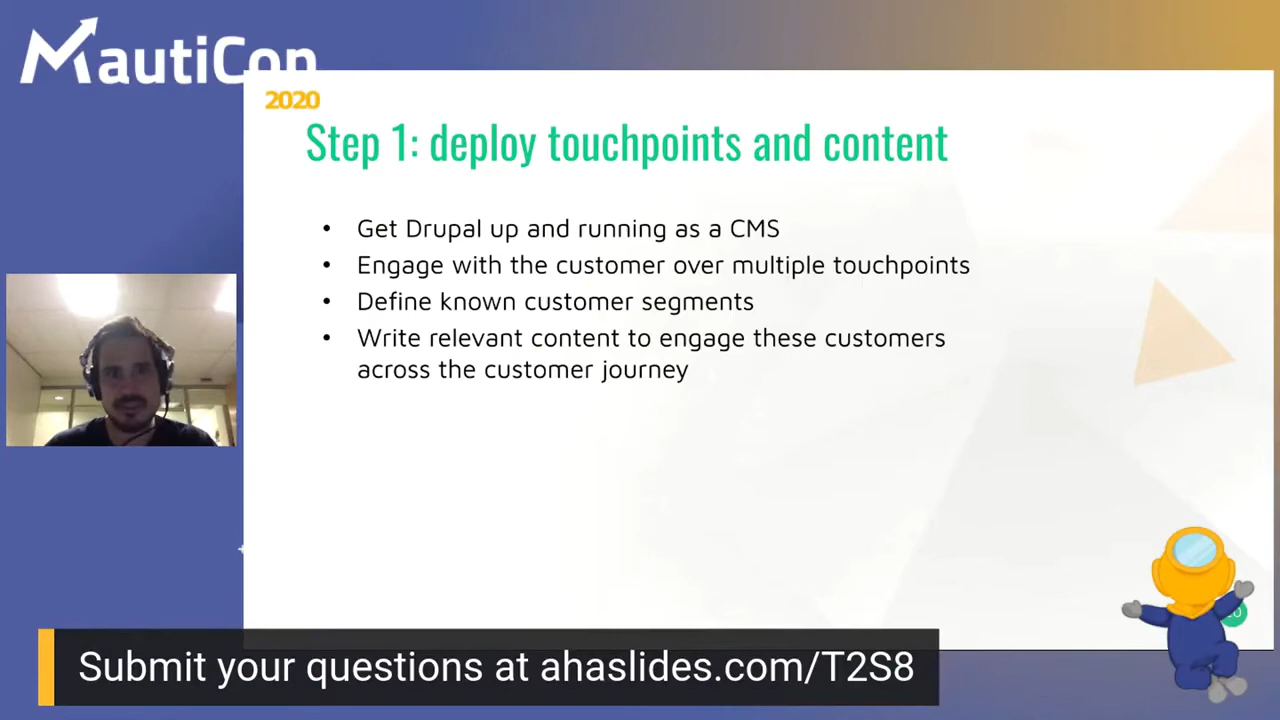 MautiCon
2020
Step 1: deploy touchpoints and content
• Get Drupal up and running as a CMS
• Engage with the customer over multiple touchpoints
• Define known customer segments
• Write relevant content to engage these customers
across the customer journey
Submit your questions at ahaslides.com/T2S8